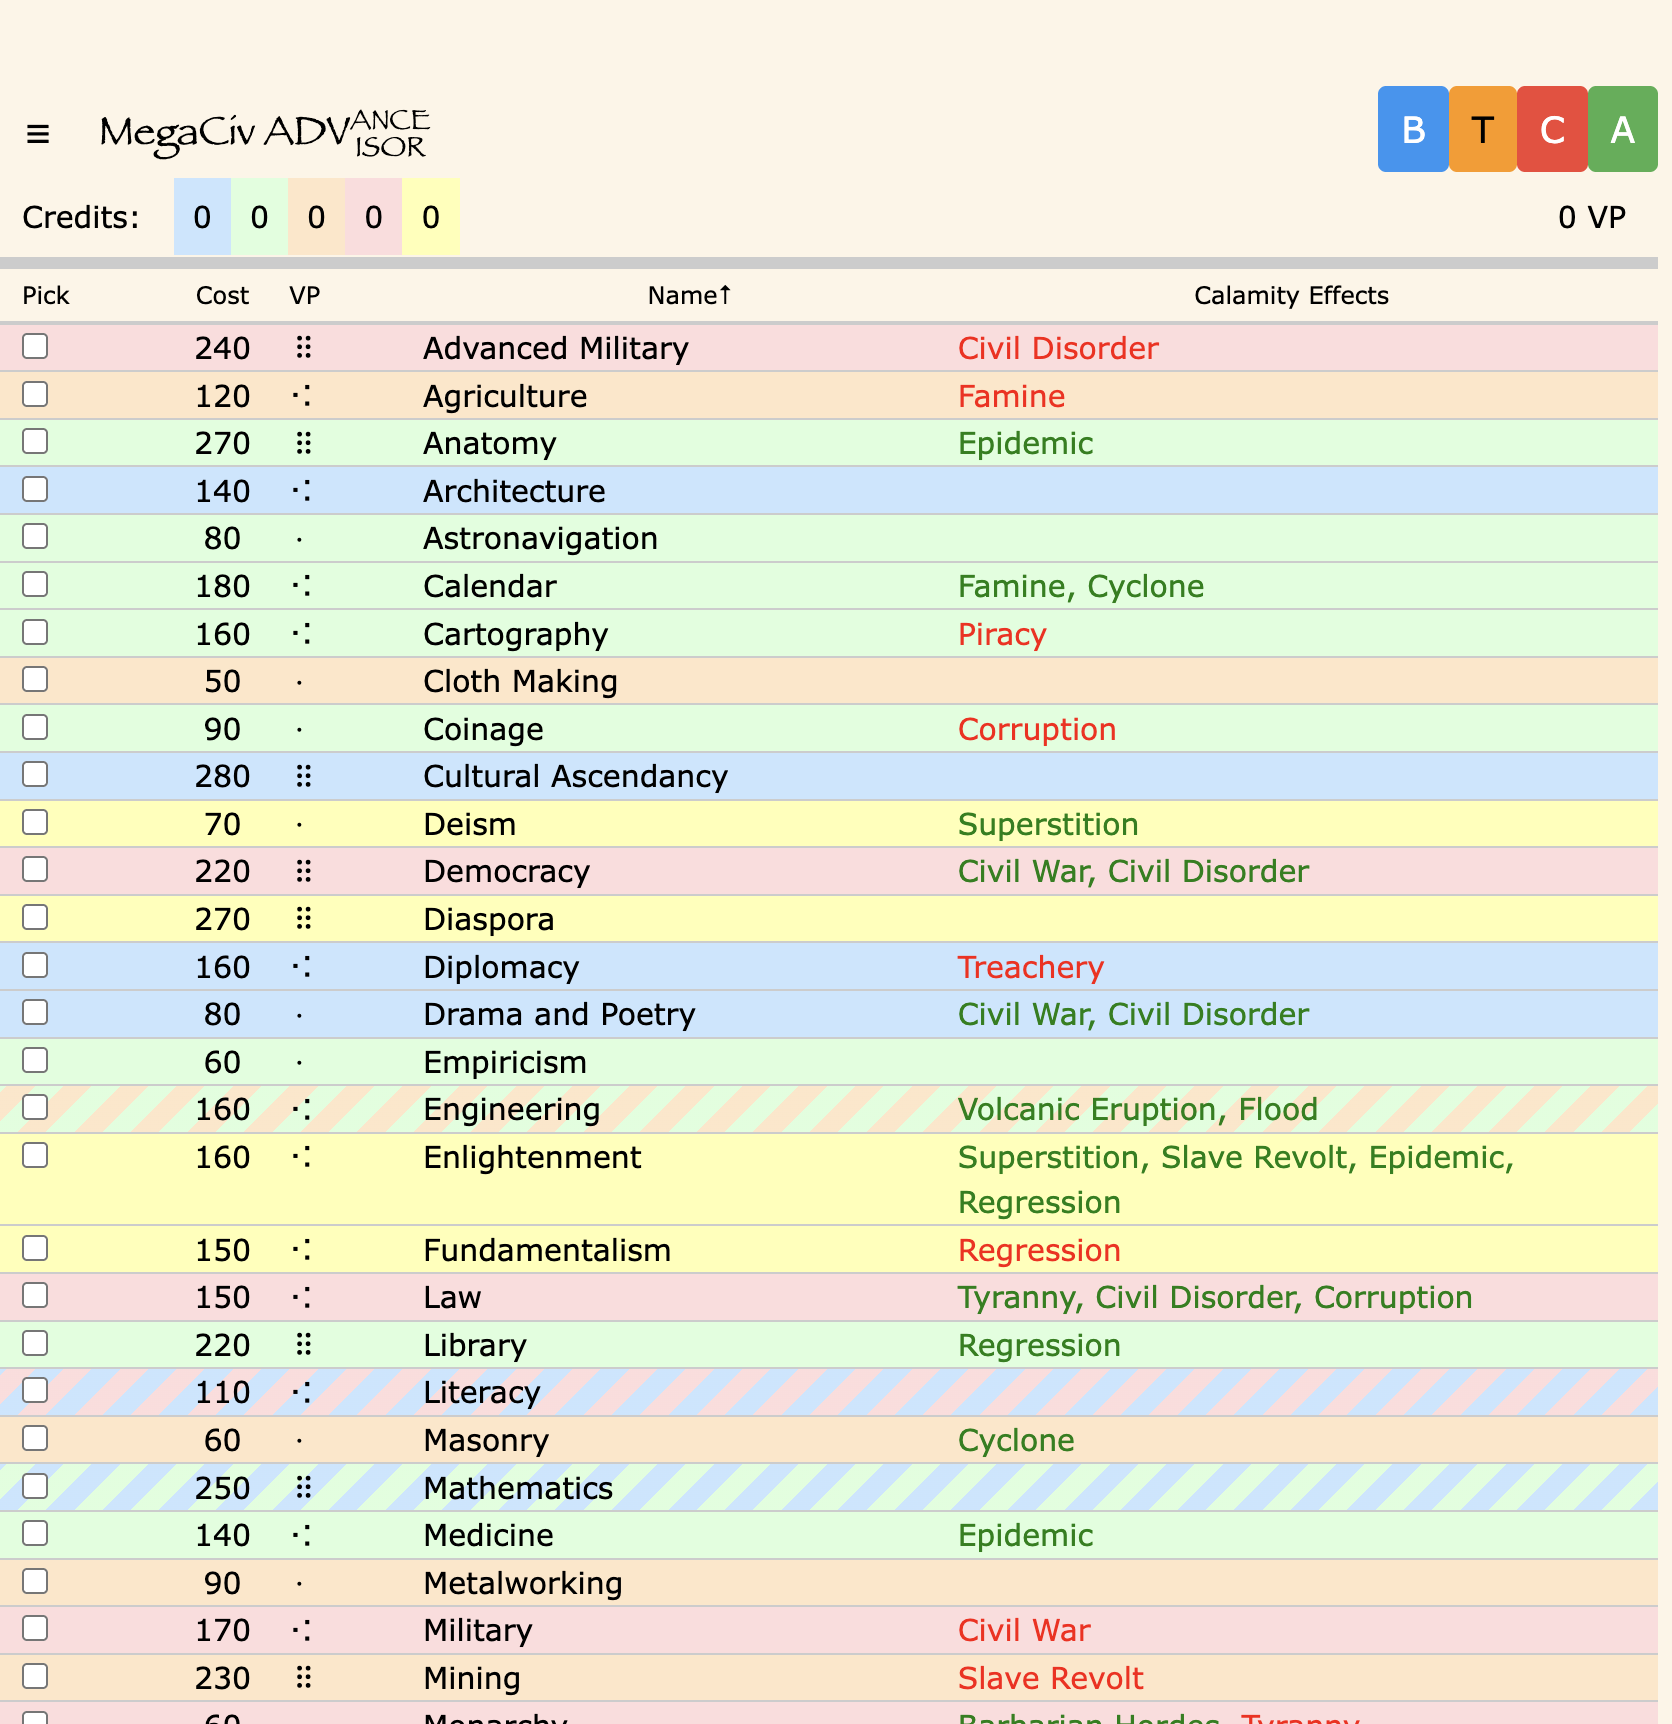 ≡ MegaCiv ADVANCE ISOR B T C A
Credits: 0 0 0 0 0 0 VP
Pick Cost VP Name↑ Calamity Effects
240 ⠿ Advanced Military Civil Disorder
120 Agriculture Famine
270 ⠿ Anatomy Epidemic
140 Architecture
80 · Astronavigation
180 Calendar Famine, Cyclone
160 Cartography Piracy
50 · Cloth Making
90 · Coinage Corruption
280 ⠿ Cultural Ascendancy
70 · Deism Superstition
220 ⠿ Democracy Civil War, Civil Disorder
270 ⠿ Diaspora
160 Diplomacy Treachery
80 · Drama and Poetry Civil War, Civil Disorder
60 · Empiricism
160 Engineering Volcanic Eruption, Flood
160 Enlightenment Superstition, Slave Revolt, Epidemic,
Regression
150 Fundamentalism Regression
150 Law Tyranny, Civil Disorder, Corruption
220 ⠿ Library Regression
110 Literacy
60 · Masonry Cyclone
250 ⠿ Mathematics
140 Medicine Epidemic
90 · Metalworking
170 Military Civil War
230 ⠿ Mining Slave Revolt
60 Monarchy Barbarian Hordes, Tyranny